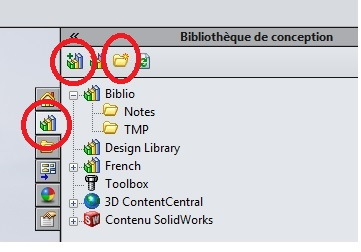 Bibliothèque de conception
Biblio
Notes
TMP
Design Library
French
Toolbox
3D ContentCentral
Contenu SolidWorks